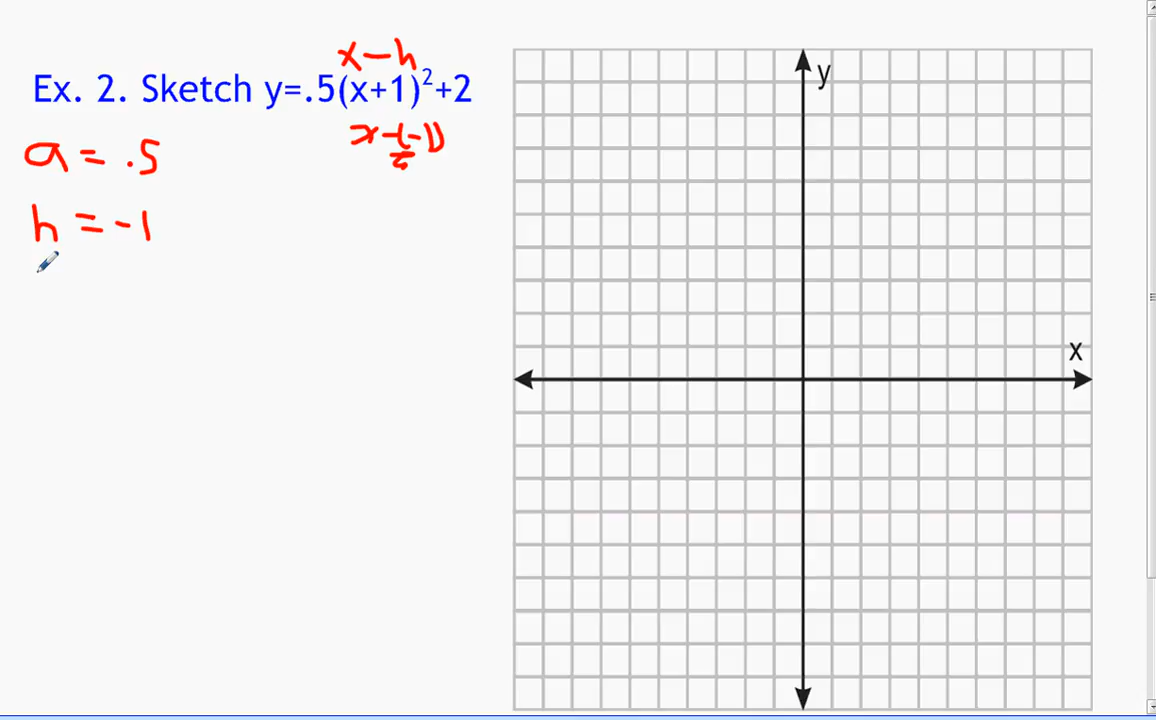 x-h
Ex. 2. Sketch y=.5(x+1)²+2
x-(-1)
a = .5
h = -1
y
x